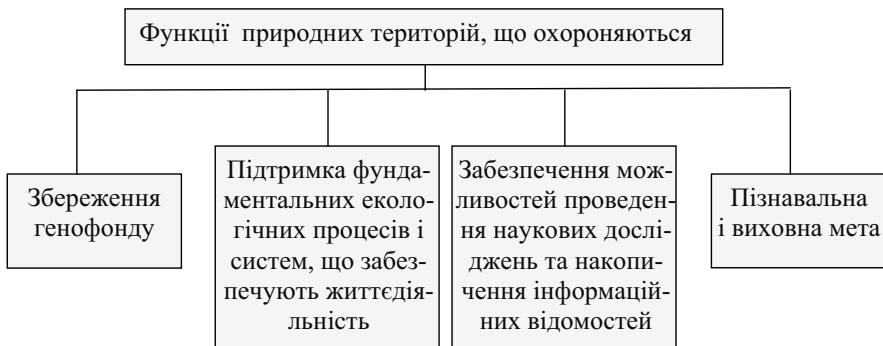 Функції природних територій, що охороняються
Збереження
генофонду
Підтримка фунда-
ментальних еколо-
гічних процесів і
систем, що забез-
печують життєдія-
льність
Забезпечення мож-
ливостей проведен-
ня наукових дослі-
джень та накопи-
чення інформацій-
них відомостей
Пізнавальна
і виховна мета